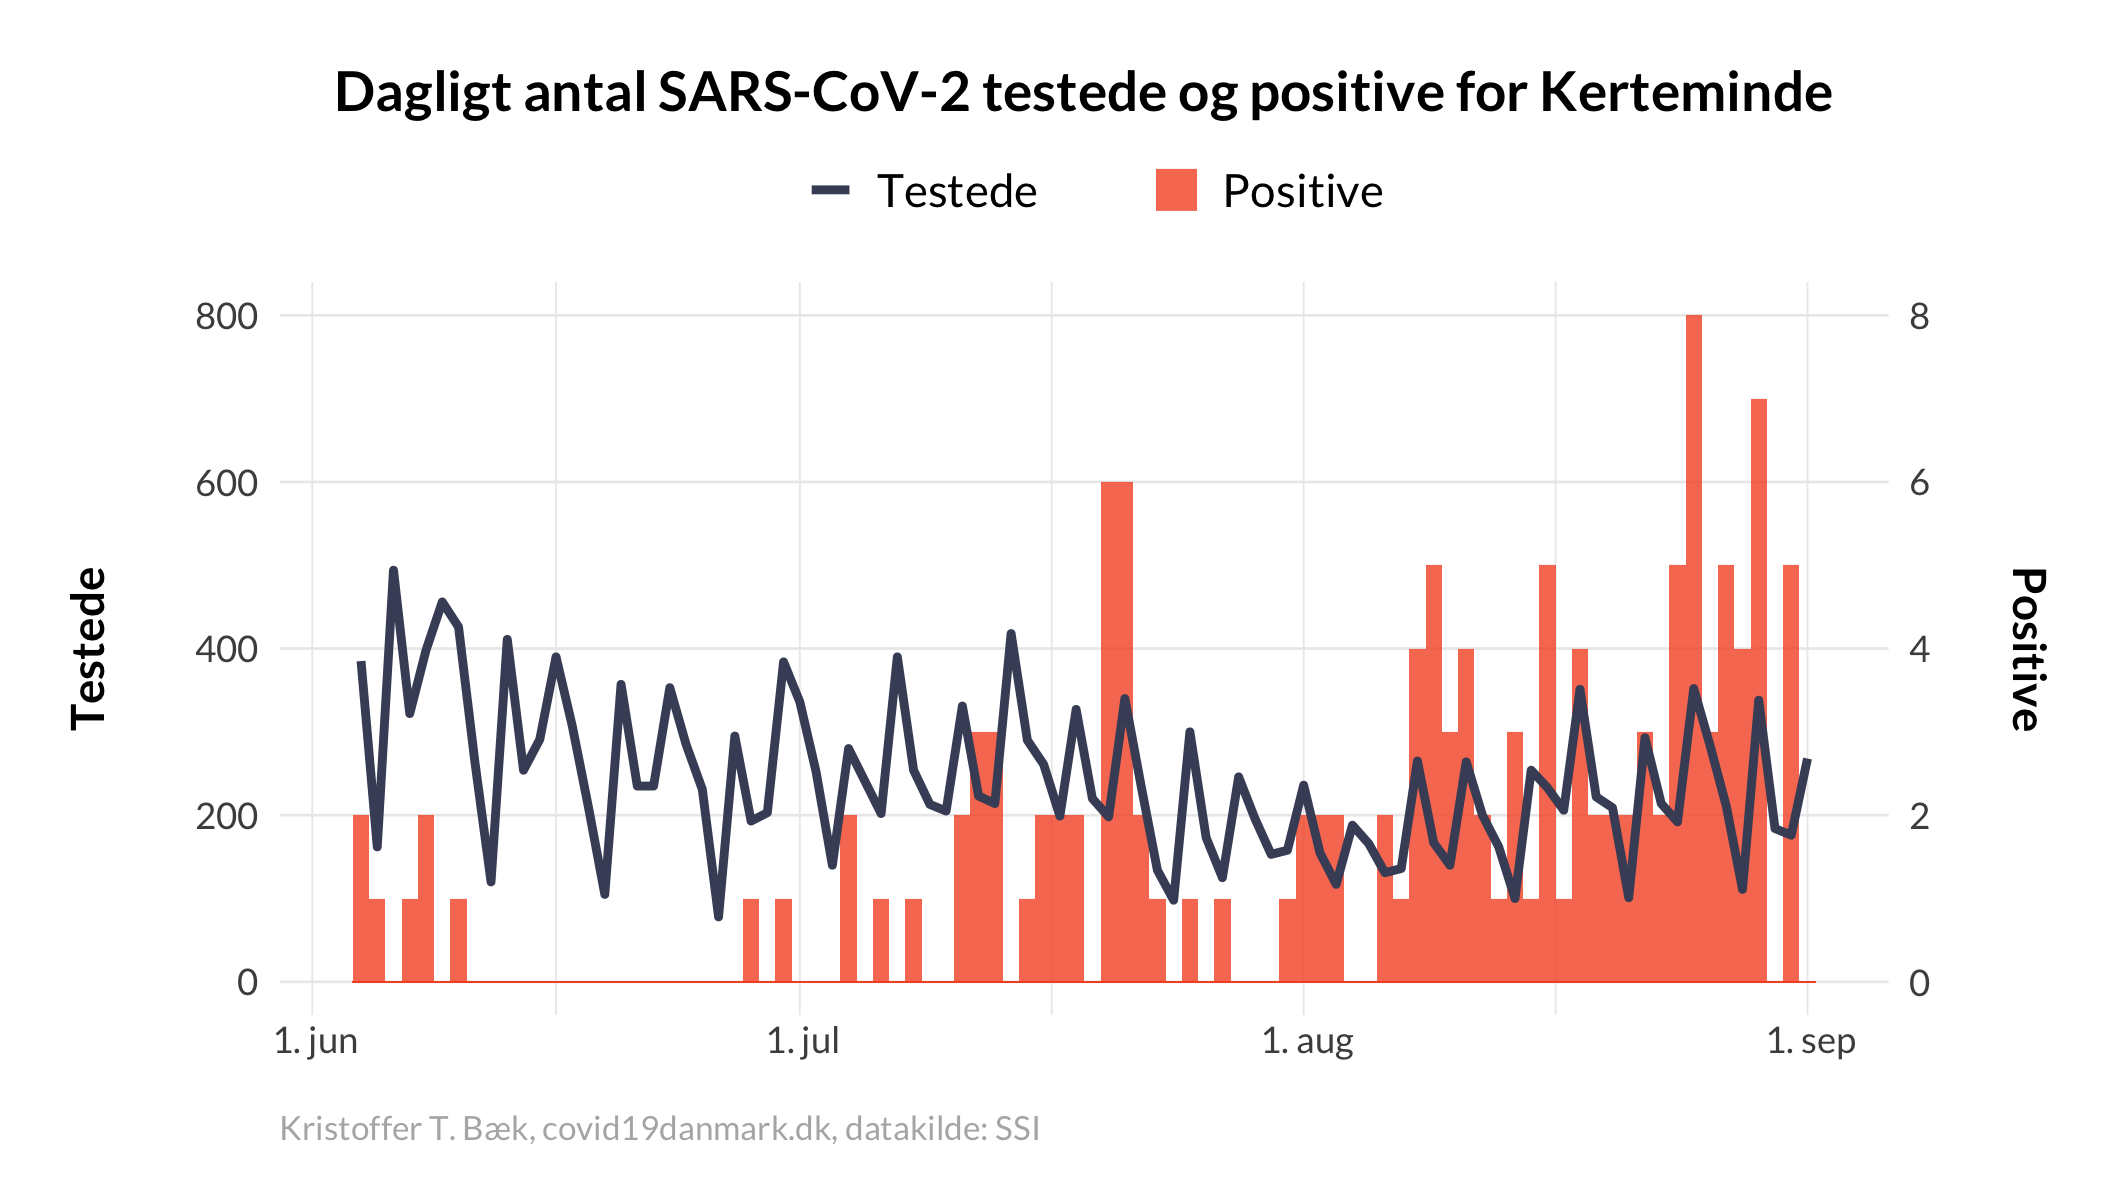 Dagligt antal SARS-CoV-2 testede og positive for Kerteminde
Testede
Positive
800
600
400
200
0
Testede
8
6
4
2
0
Positive
1. jun
1. jul
1. aug
1. sep
Kristoffer T. Bæk, covid19danmark.dk, datakilde: SSI